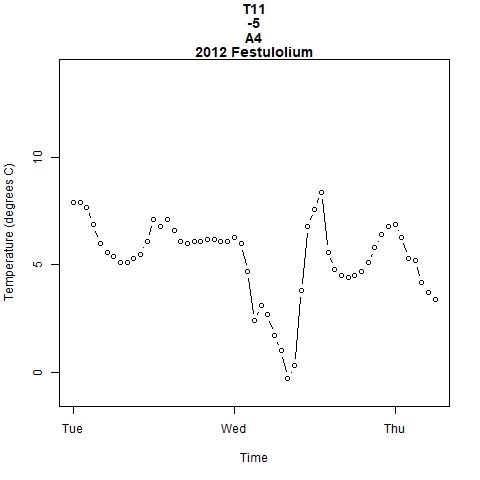 T11
-5
A4
2012 Festulolium
Temperature (degrees C)
10
5
0
Tue Wed Thu
Time